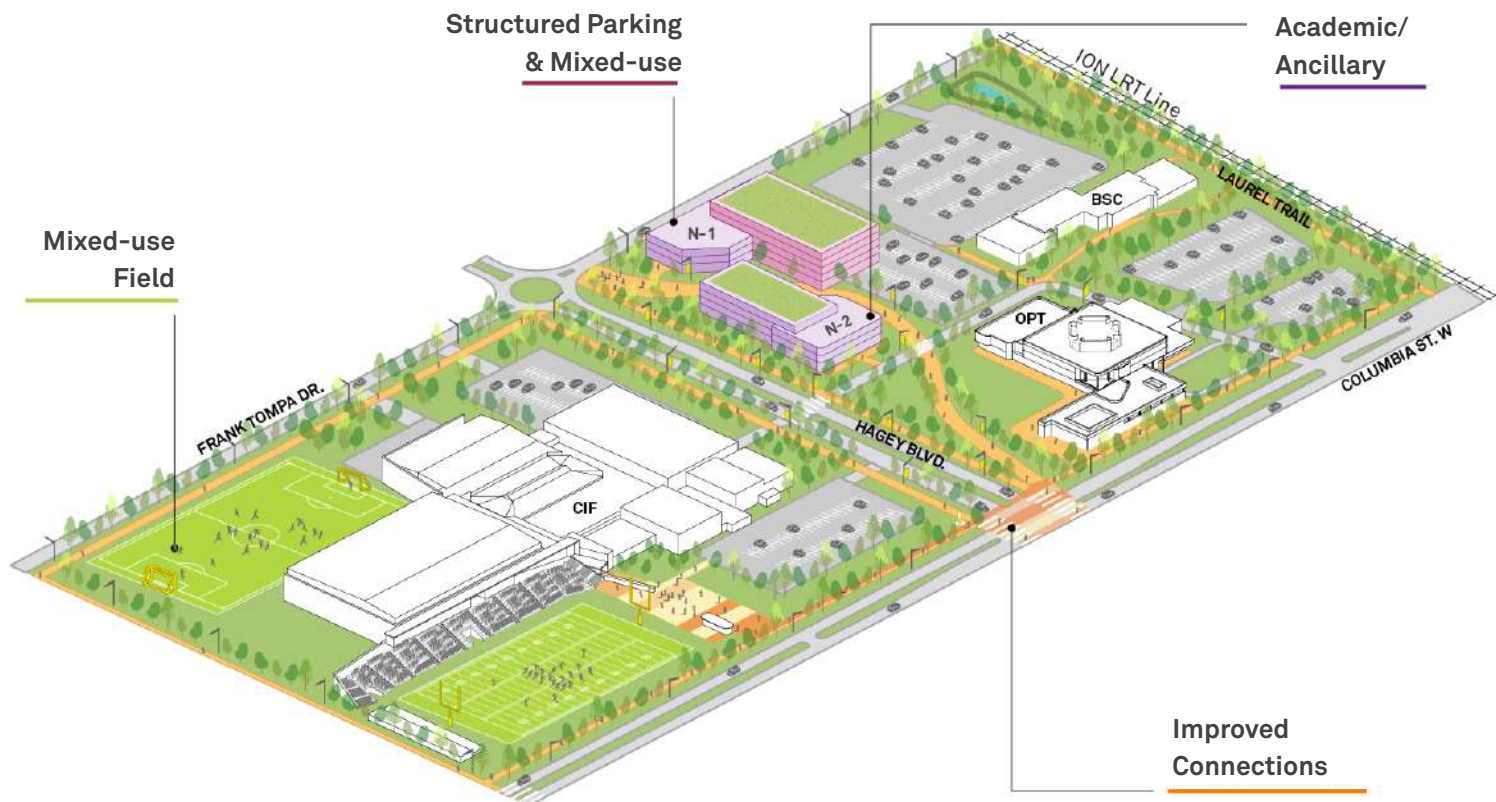 Structured Parking
& Mixed-use
Academic/
Ancillary
ION LRT Line
LAUREL TRAIL
BSC
N-1
Mixed-use
Field
N-2
OPT
COLUMBIA ST. W
FRANK TOMPA DR.
HAGEY BLVD.
CIF
Improved
Connections